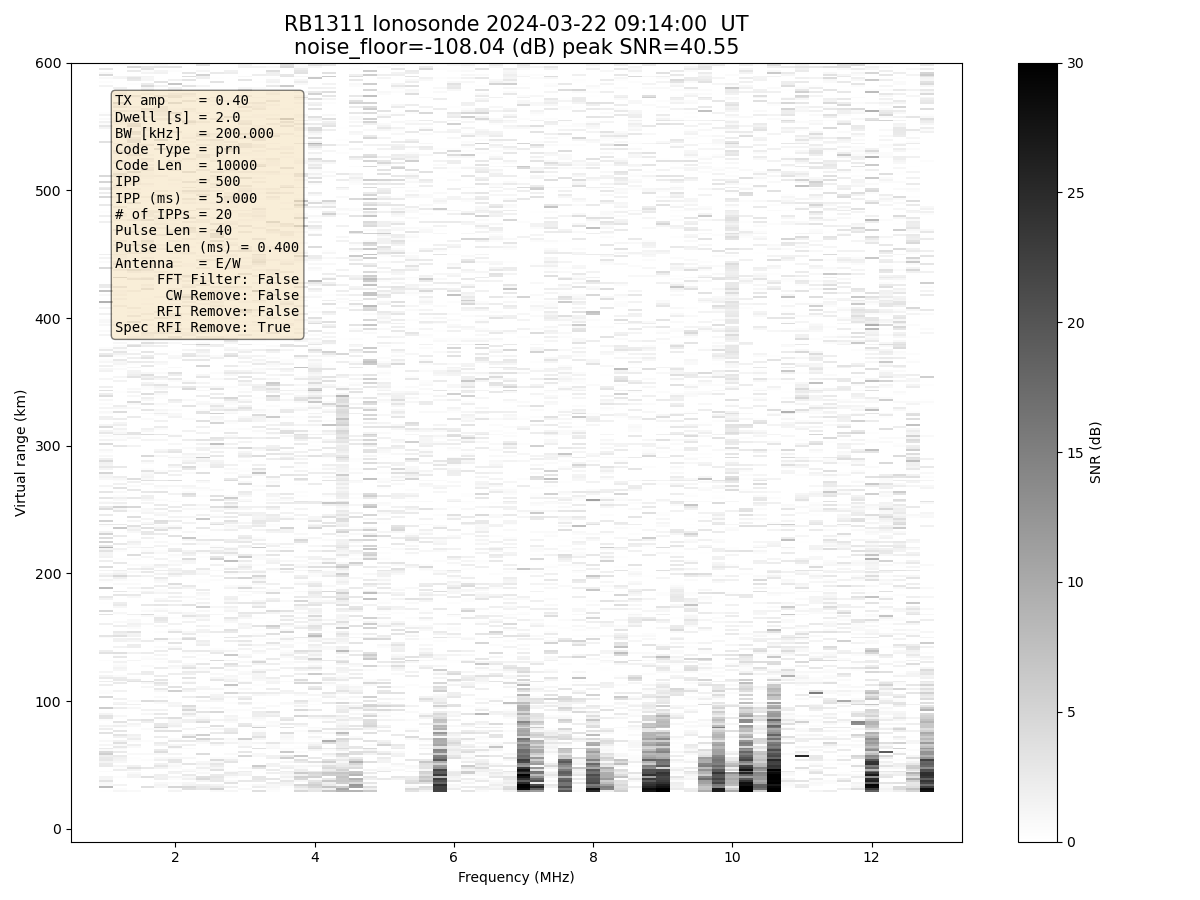 RB1311 Ionosonde 2024-03-22 09:14:00  UT
noise_floor=-108.04 (dB) peak SNR=40.55
TX amp    = 0.40
Dwell [s] = 2.0
BW [kHz]  = 200.000
Code Type = prn
Code Len  = 10000
IPP       = 500
IPP (ms)  = 5.000
# of IPPs = 20
Pulse Len = 40
Pulse Len (ms) = 0.400
Antenna   = E/W
FFT Filter: False
CW Remove: False
RFI Remove: False
Spec RFI Remove: True
Virtual range (km)
600
500
400
300
200
100
0
2
4
6
8
10
12
Frequency (MHz)
30
25
20
15
10
5
0
SNR (dB)